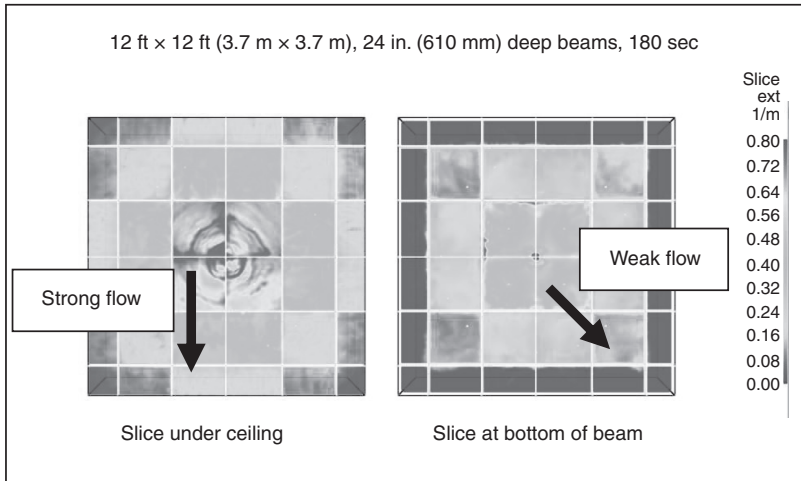 12 ft × 12 ft (3.7 m × 3.7 m), 24 in. (610 mm) deep beams, 180 sec
Slice
ext
1/m
0.80
0.72
0.64
0.56
0.48
0.40
0.32
0.24
0.16
0.08
0.00
Strong flow
Weak flow
Slice under ceiling
Slice at bottom of beam